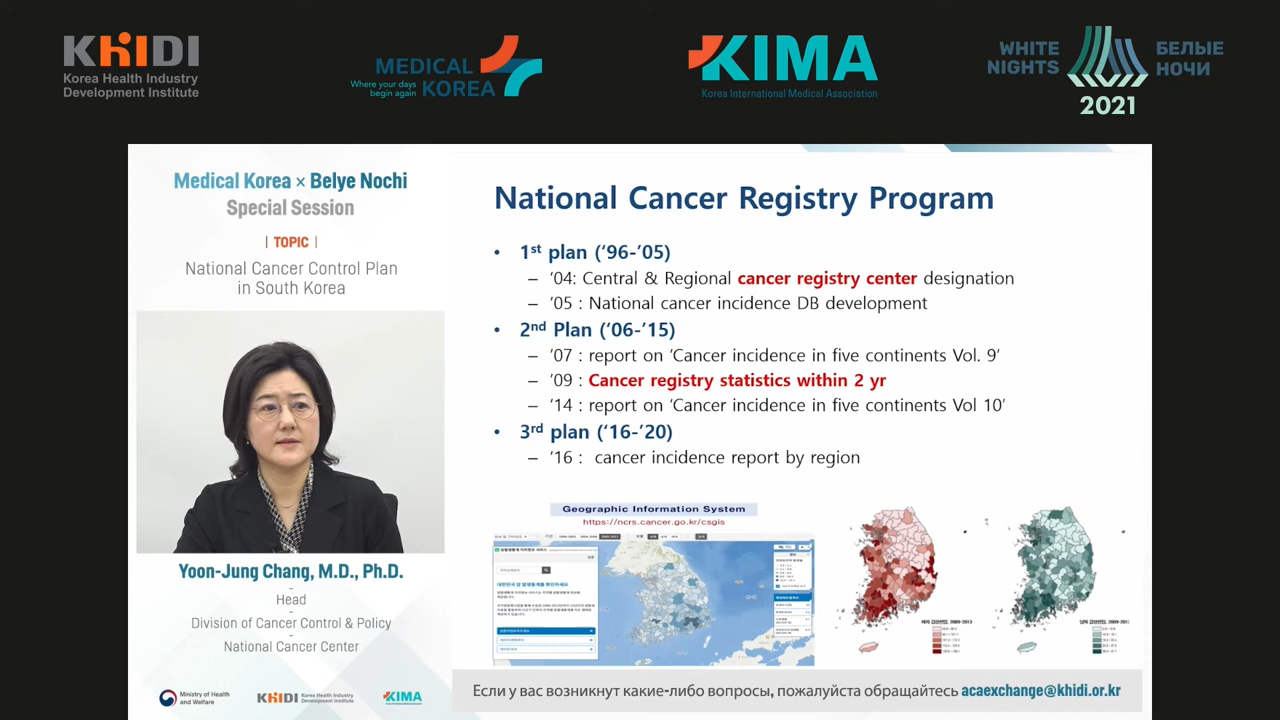 KHIDI
Korea Health Industry
Development Institute
MEDICAL
KOREA
Where your days
begin again
KIMA
Korea International Medical Association
WHITE
NIGHTS
БЕЛЫЕ
НОЧИ
2021
Medical Korea × Belye Nochi
Special Session
| TOPIC |
National Cancer Control Plan
in South Korea
Yoon-Jung Chang, M.D., Ph.D.
-
Head
-
Division of Cancer Control & Policy
-
National Cancer Center
Ministry of Health
and Welfare
KHIDI Korea Health Industry
Development Institute
KIMA
National Cancer Registry Program
• 1st plan (‘96-’05)
– ‘04: Central & Regional cancer registry center designation
– ‘05 : National cancer incidence DB development
• 2nd Plan (‘06-’15)
– ‘07 : report on ‘Cancer incidence in five continents Vol. 9’
– ‘09 : Cancer registry statistics within 2 yr
– ‘14 : report on ‘Cancer incidence in five continents Vol 10’
• 3rd plan (‘16-’20)
– ‘16 : cancer incidence report by region
Geographic Information System
https://ncrs.cancer.go.kr/csgis
Если у вас возникнут какие-либо вопросы, пожалуйста обращайтесь acaexchange@khidi.or.kr